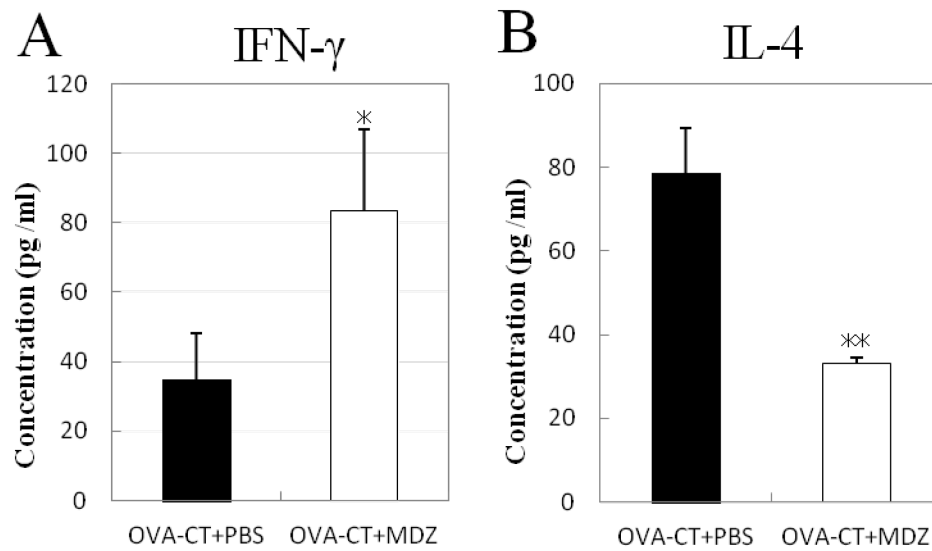 A
IFN-γ
Concentration (pg /ml)
120
100
80
60
40
20
0
*
OVA-CT+PBS
OVA-CT+MDZ
B
IL-4
Concentration (pg /ml)
100
80
60
40
20
0
**
OVA-CT+PBS
OVA-CT+MDZ